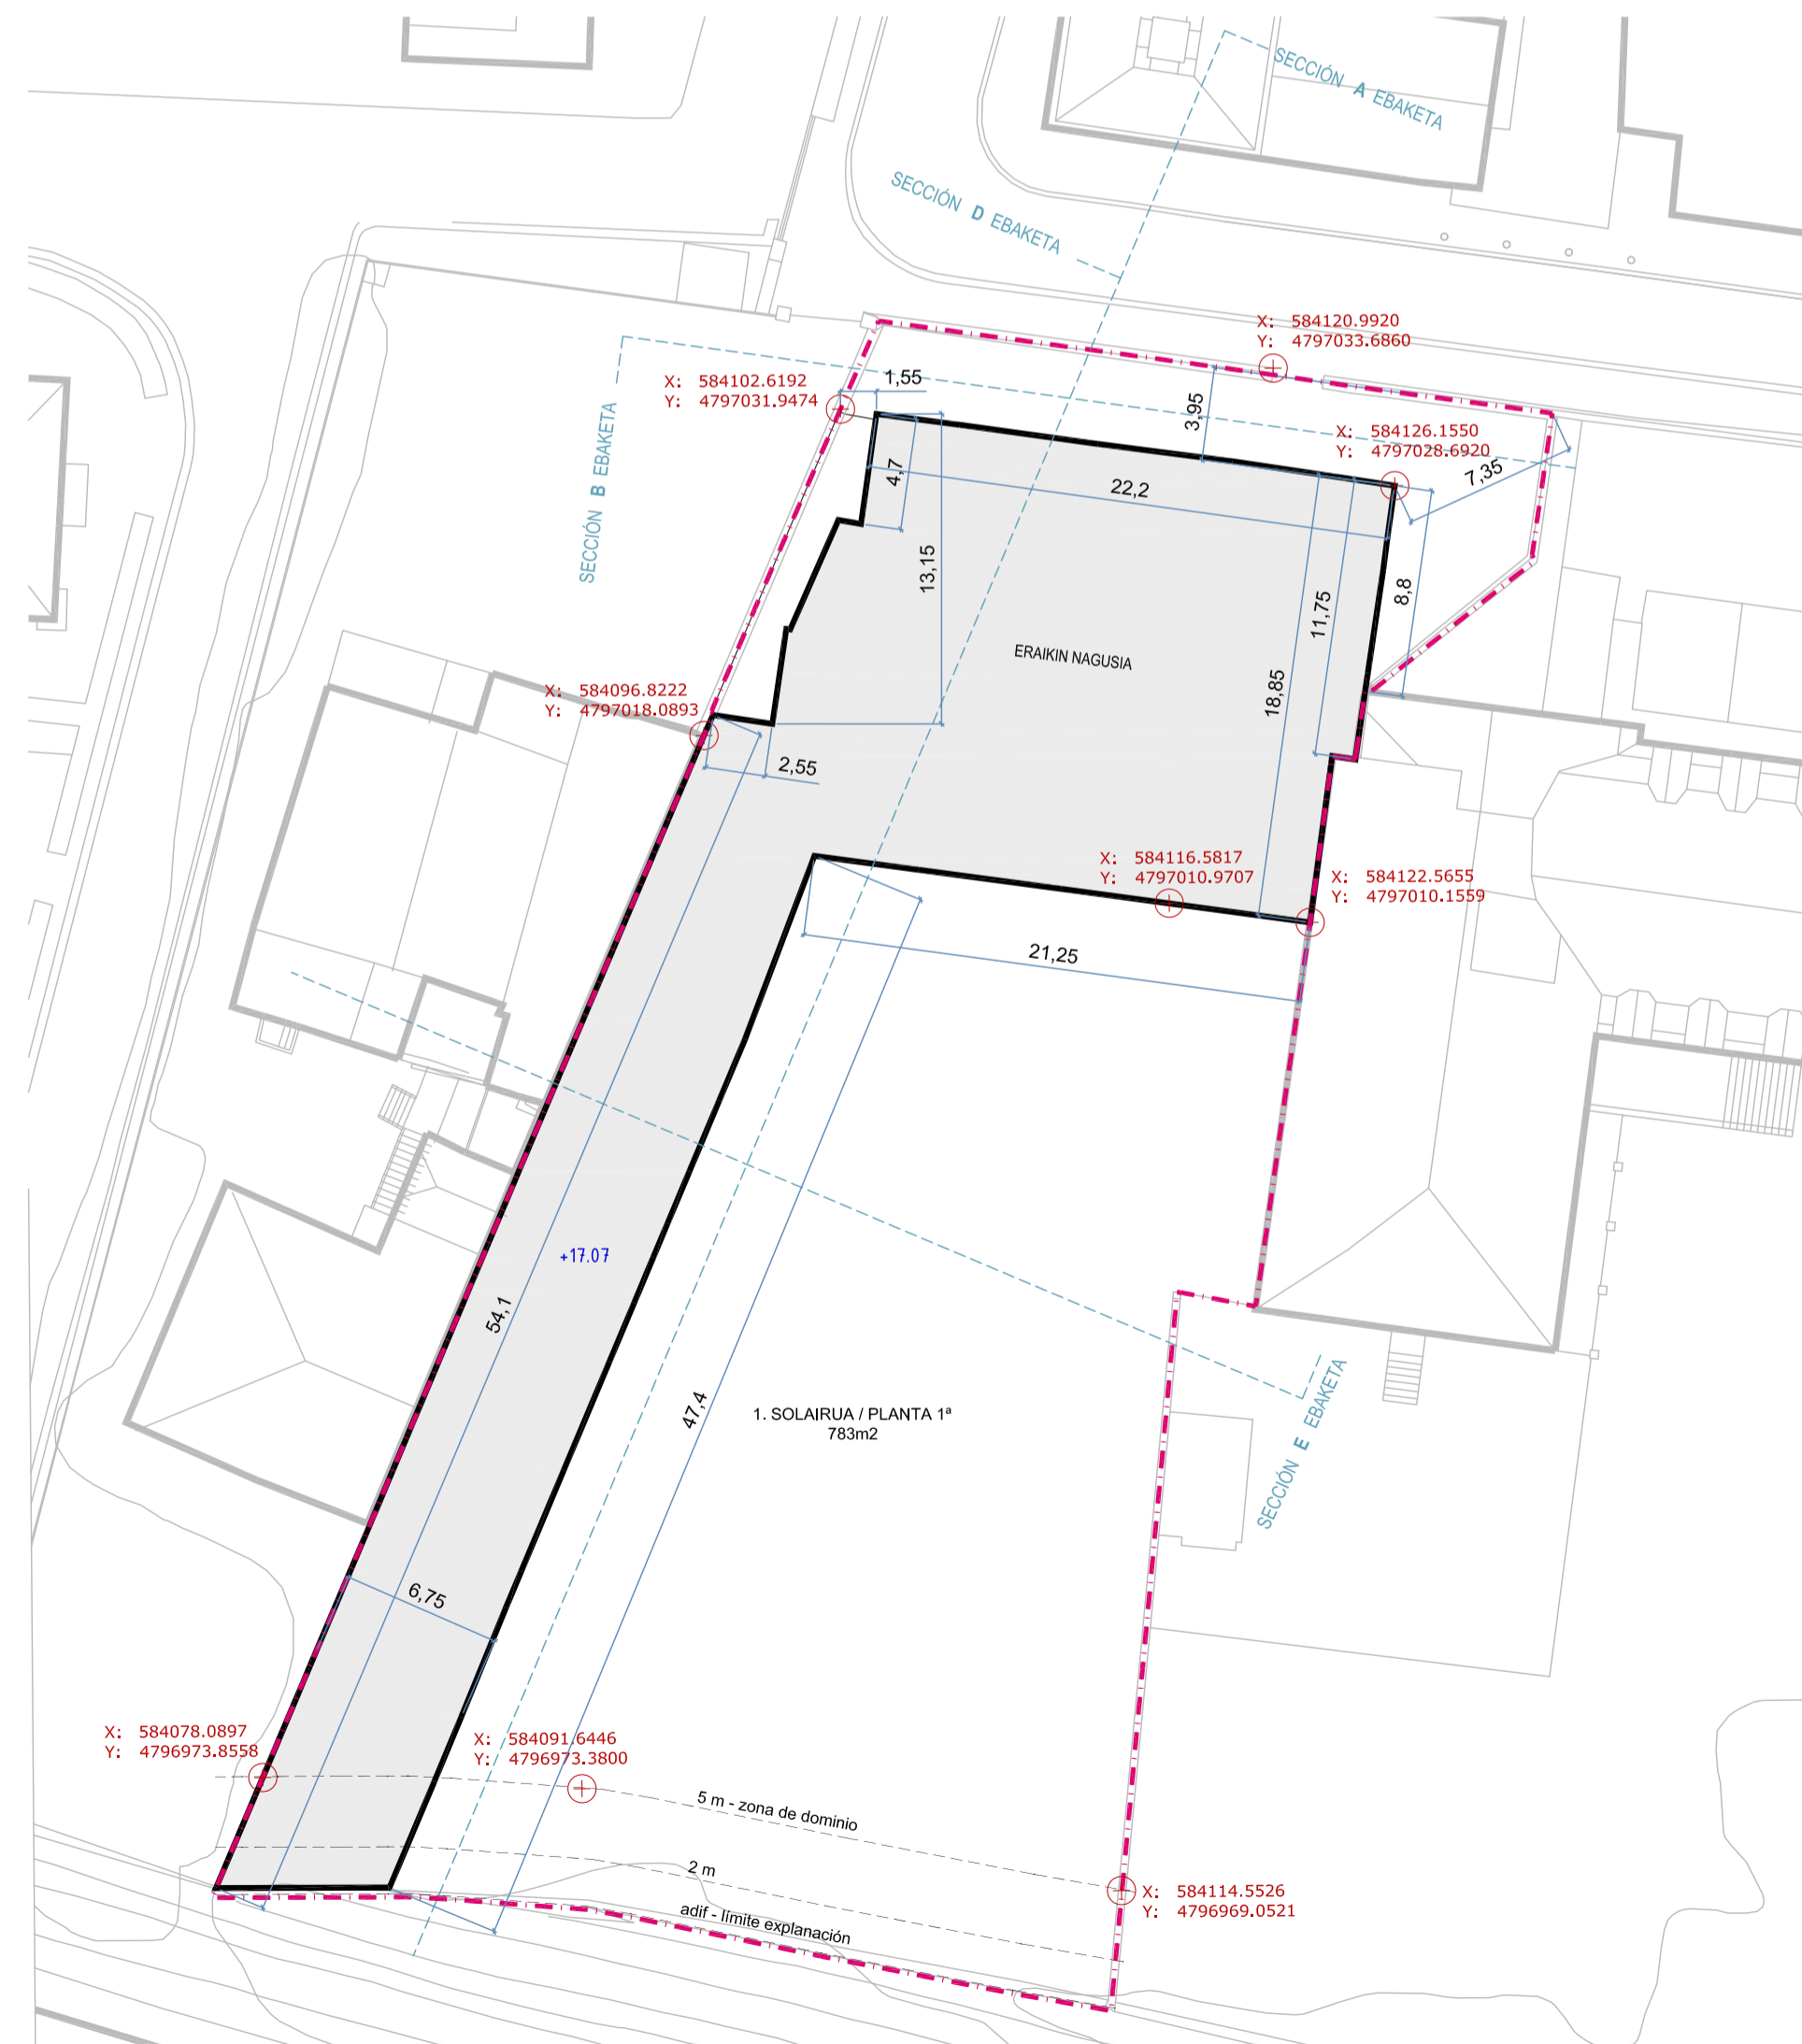 SECCIÓN A EBAKETA
SECCIÓN D EBAKETA
X: 584120.9920
Y: 4797033.6860
X: 584102.6192
Y: 4797031.9474
1,55
3,95
X: 584126.1550
Y: 4797028.6920
7,35
SECCIÓN B EBAKETA
4,7
22,2
13,15
11,75
8,8
ERAIKIN NAGUSIA
18,85
X: 584096.8222
Y: 4797018.0893
2,55
X: 584116.5817
Y: 4797010.9707
X: 584122.5655
Y: 4797010.1559
21,25
+17.07
54,1
47,4
1. SOLAIRUA / PLANTA 1ª
783m2
SECCIÓN E EBAKETA
6,75
X: 584078.0897
Y: 4796973.8558
X: 584091.6446
Y: 4796973.3800
5 m - zona de dominio
2 m
adif - límite explanación
X: 584114.5526
Y: 4796969.0521